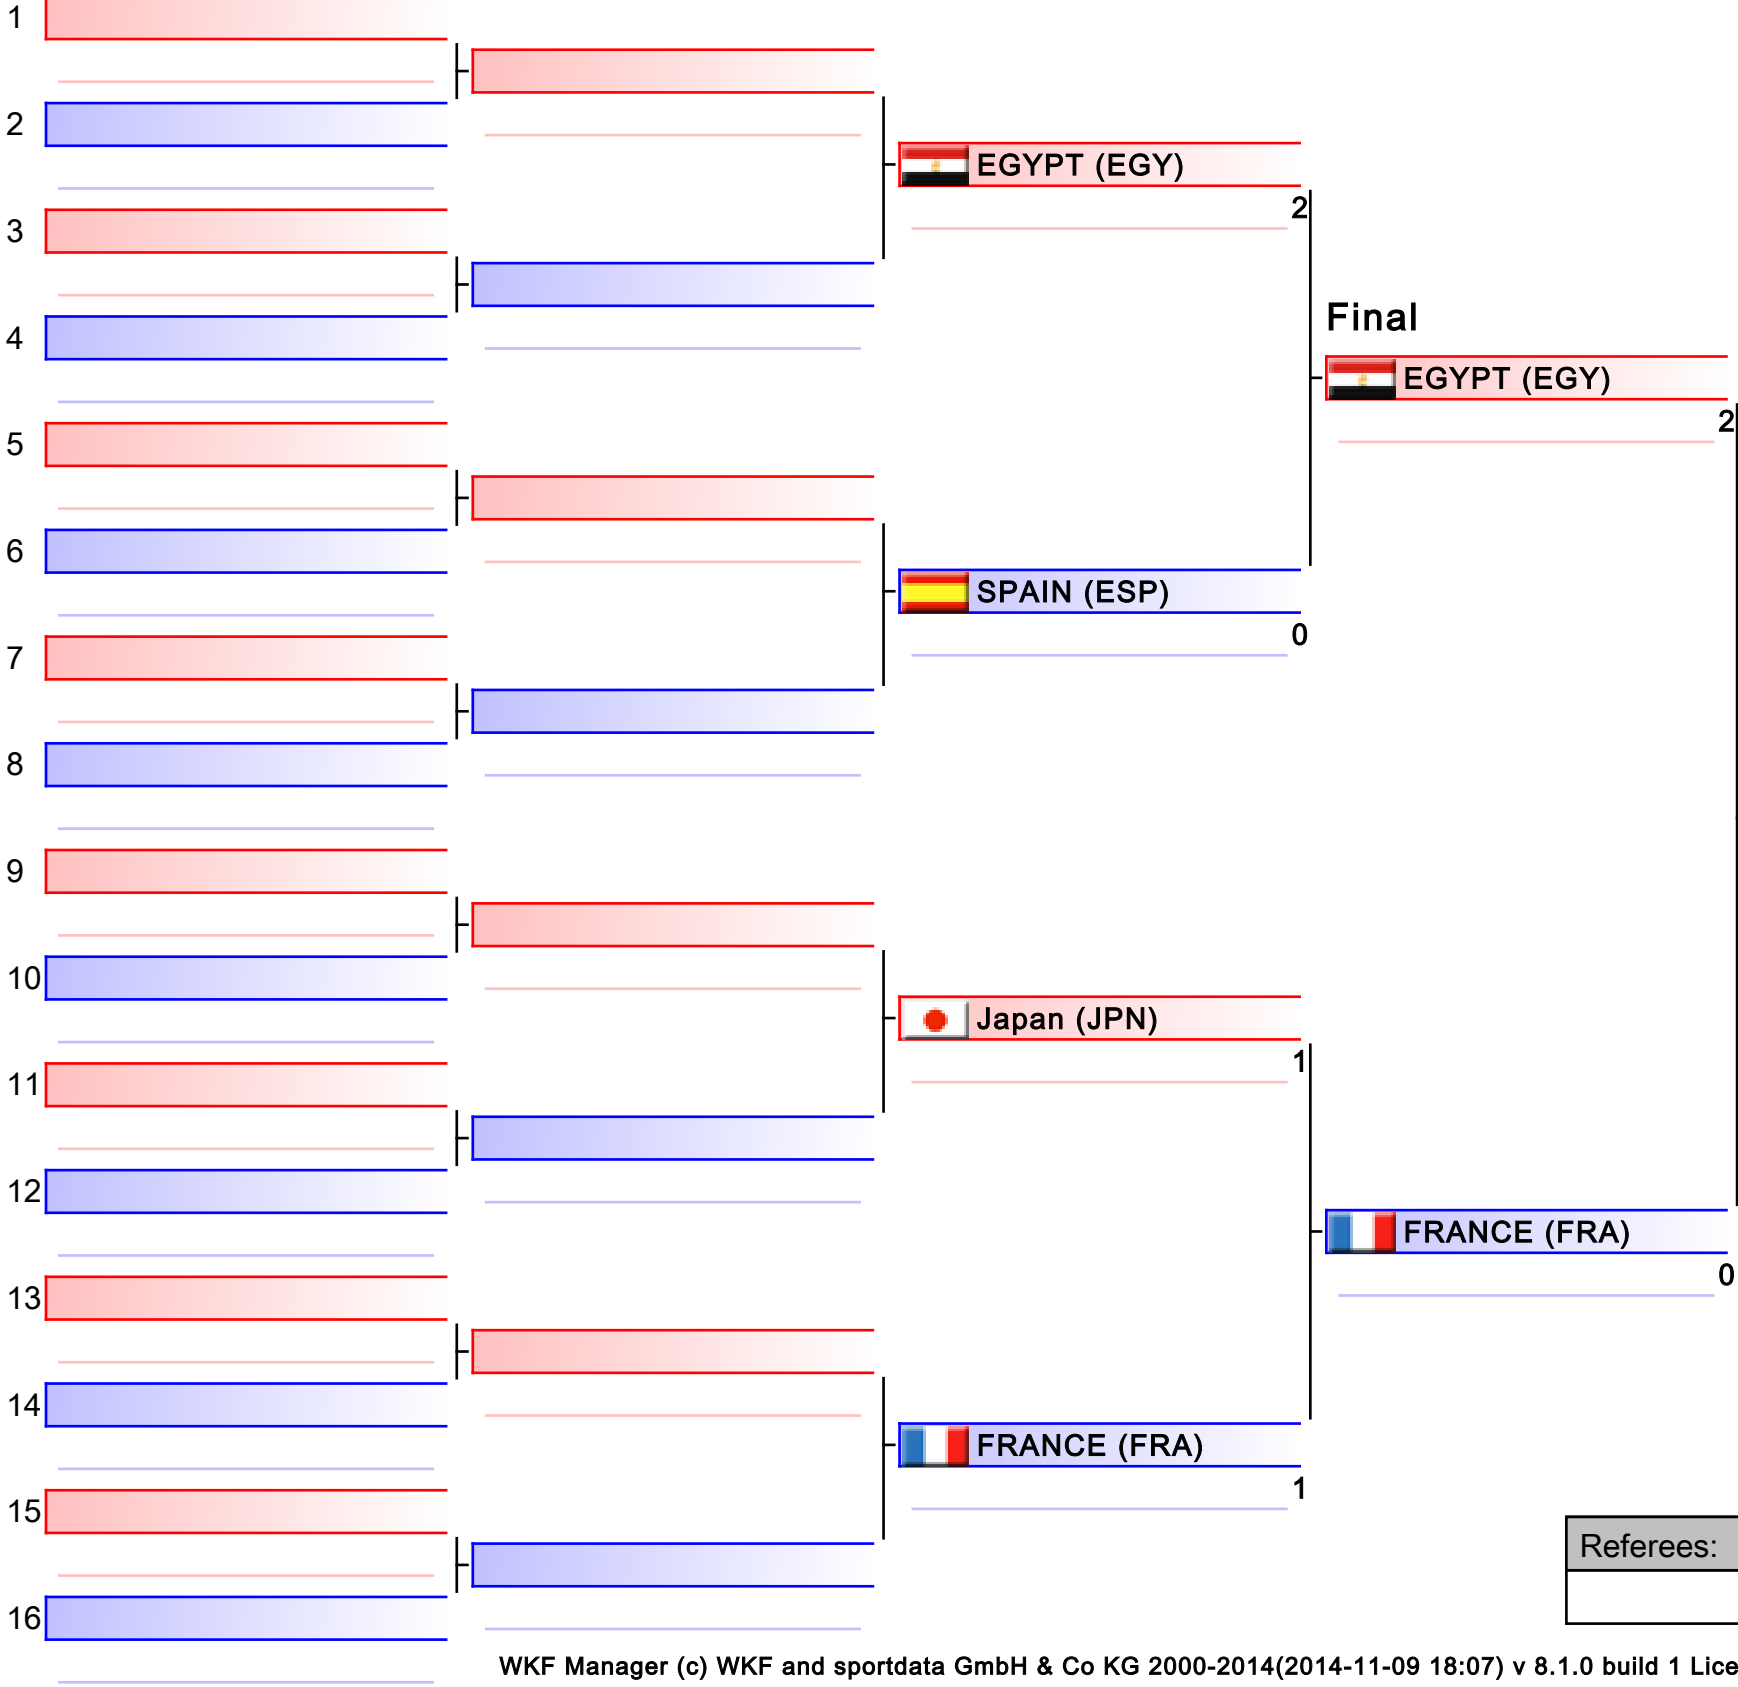 1
2
EGYPT (EGY)
2
3
Final
4
EGYPT (EGY)
2
5
6
SPAIN (ESP)
0
7
8
9
10
Japan (JPN)
1
11
12
FRANCE (FRA)
0
13
14
FRANCE (FRA)
1
15
Referees:
16
WKF Manager (c) WKF and sportdata GmbH & Co KG 2000-2014(2014-11-09 18:07) v 8.1.0 build 1 Lice